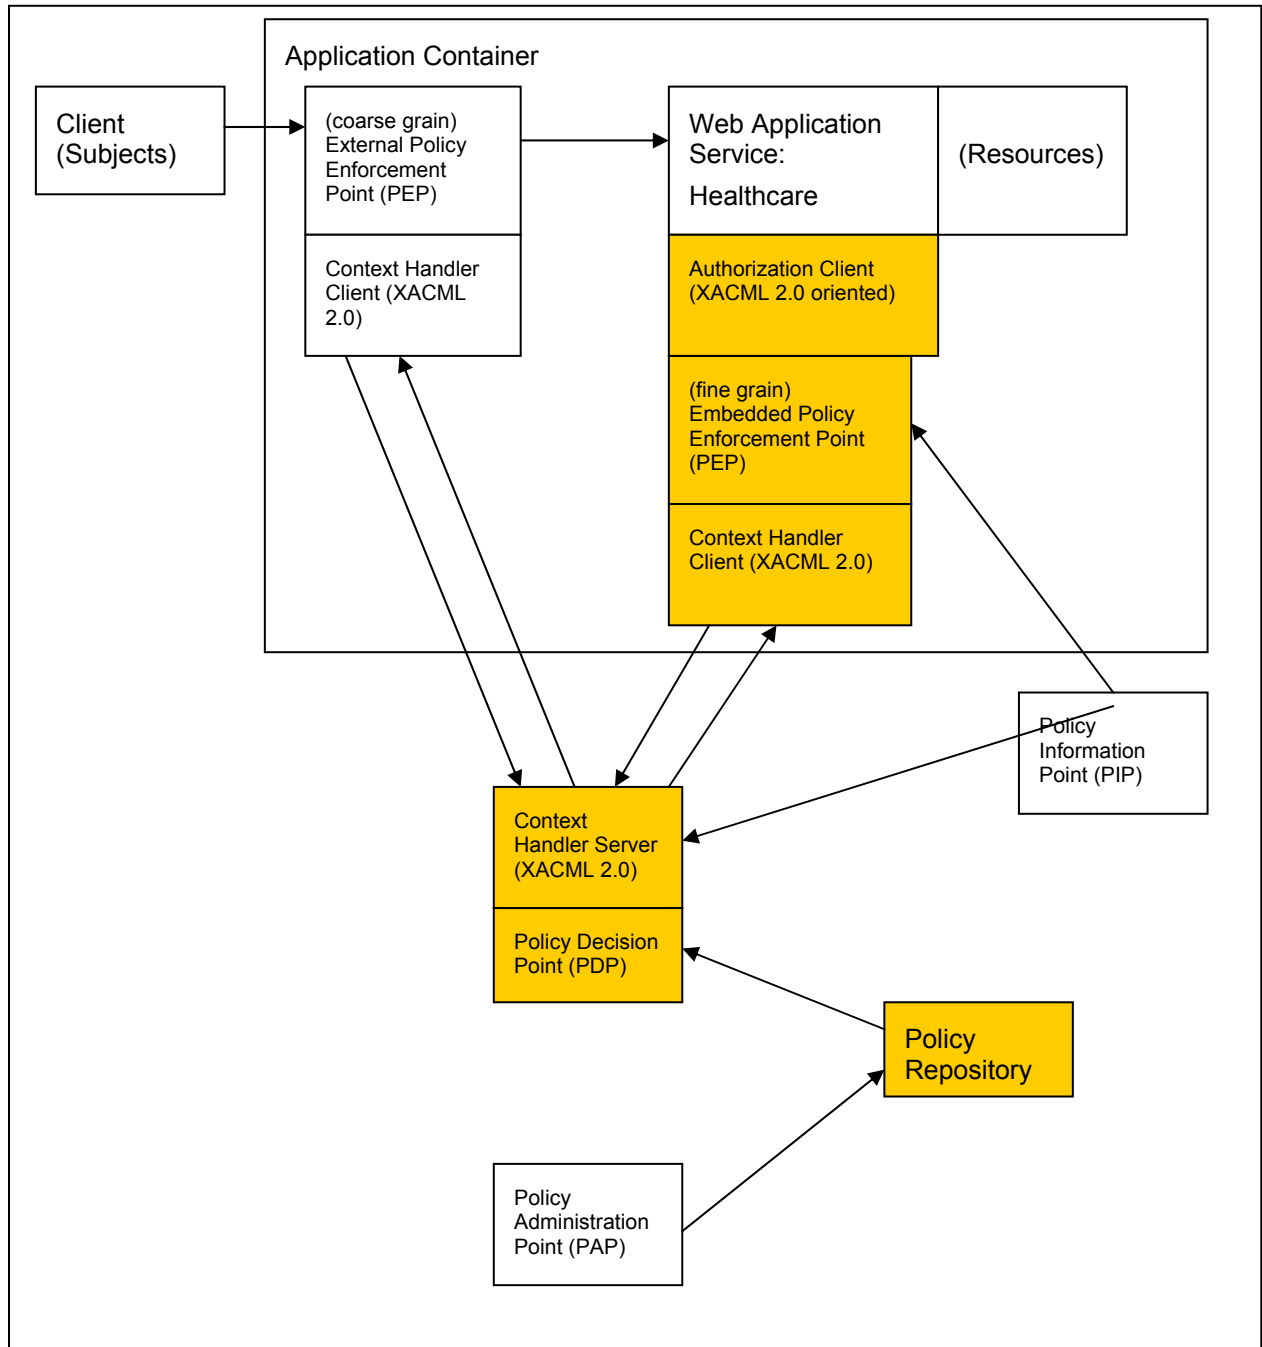 Application Container
Client
(Subjects)
(coarse grain)
External Policy
Enforcement
Point (PEP)
Web Application
Service:
Healthcare
(Resources)
Context Handler
Client (XACML
2.0)
Authorization Client
(XACML 2.0 oriented)
(fine grain)
Embedded Policy
Enforcement Point
(PEP)
Context Handler
Client (XACML 2.0)
Policy
Information
Point (PIP)
Context
Handler Server
(XACML 2.0)
Policy Decision
Point (PDP)
Policy
Repository
Policy
Administration
Point (PAP)